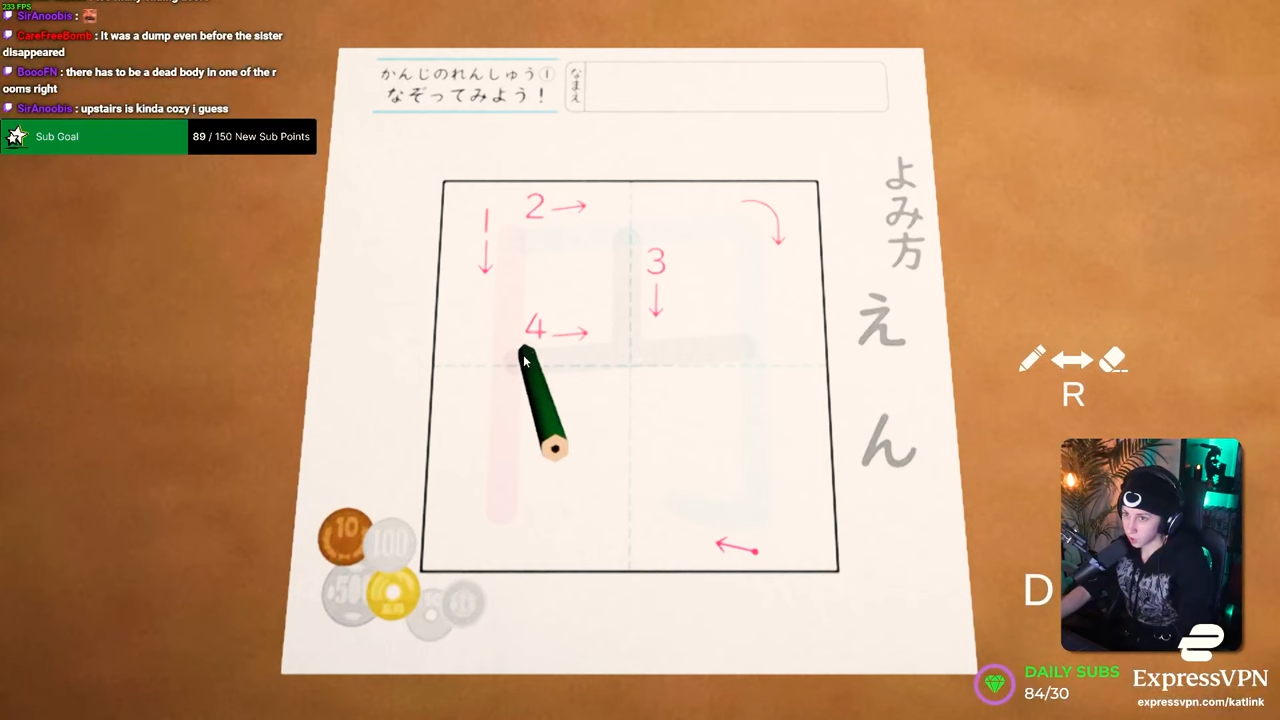 233 FPS
SirAnoobis :
CareFreeBomb : It was a dump even before the sister
disappeared
BoooFN : there has to be a dead body in one of the r
ooms right
SirAnoobis : upstairs is kinda cozy i guess
Sub Goal
89 / 150 New Sub Points
かんじのれんしゅう①
なぞってみよう！
なまえ
1
2
3
4
よみ方
えん
10
100
50
R
D
DAILY SUBS
84/30
ExpressVPN
expressvpn.com/katlink